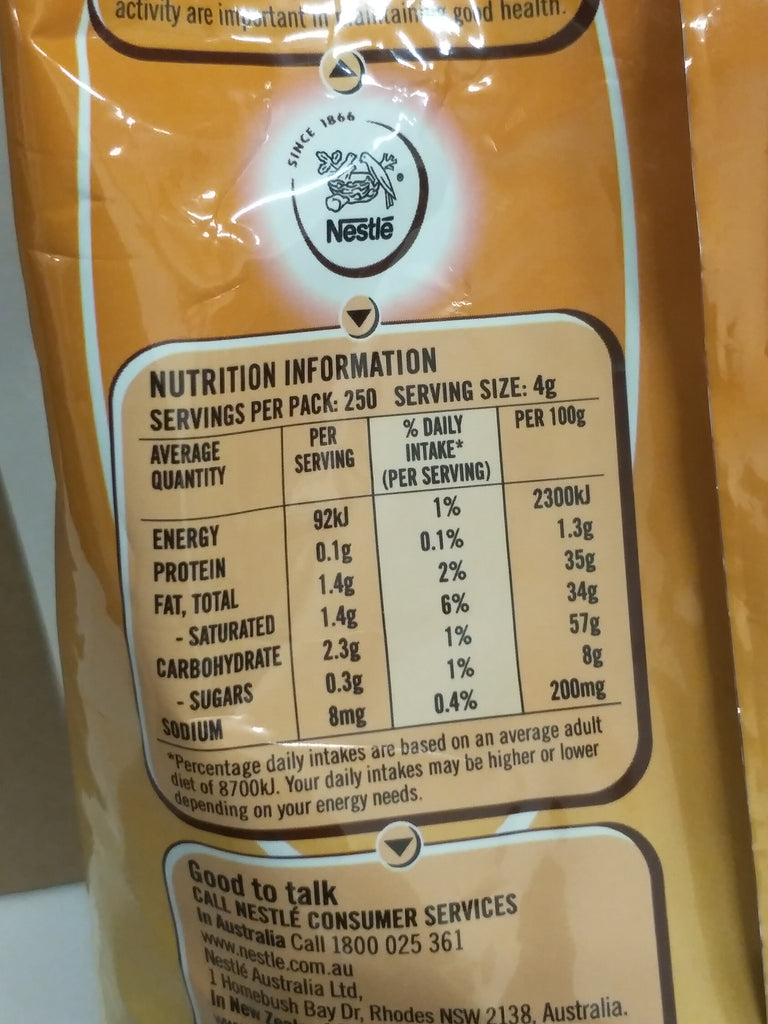 activity are important in maintaining good health.
SINCE 1866
Nestlé
NUTRITION INFORMATION
SERVINGS PER PACK: 250 SERVING SIZE: 4g
AVERAGE QUANTITY PER SERVING % DAILY INTAKE* (PER SERVING) PER 100g
ENERGY 92kJ 1% 2300kJ
PROTEIN 0.1g 0.1% 1.3g
FAT, TOTAL 1.4g 2% 35g
- SATURATED 1.4g 6% 34g
CARBOHYDRATE 2.3g 1% 57g
- SUGARS 0.3g 1% 8g
SODIUM 8mg 0.4% 200mg
*Percentage daily intakes are based on an average adult
diet of 8700kJ. Your daily intakes may be higher or lower
depending on your energy needs.
Good to talk
CALL NESTLÉ CONSUMER SERVICES
In Australia Call 1800 025 361
www.nestle.com.au
Nestlé Australia Ltd,
1 Homebush Bay Dr, Rhodes NSW 2138, Australia.
In New